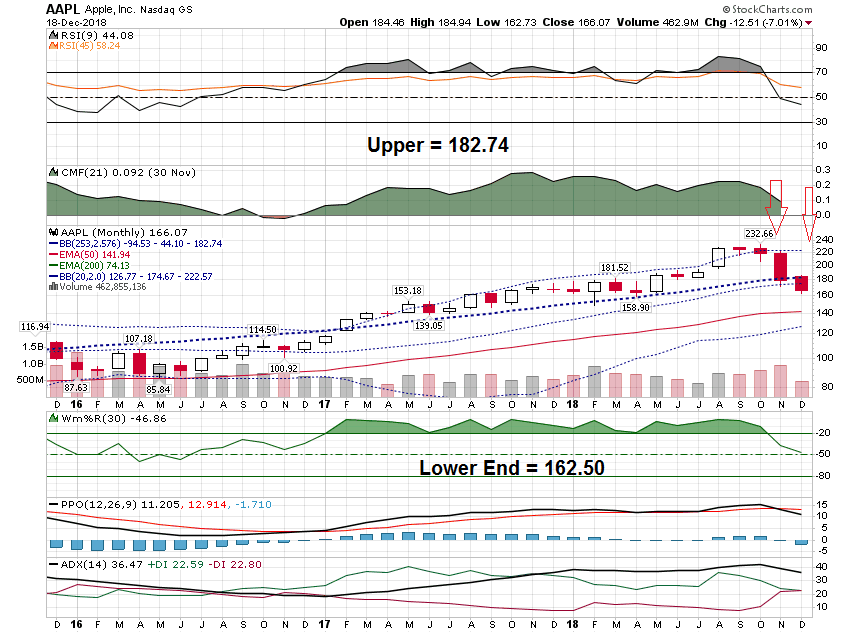 AAPL Apple, Inc. Nasdaq GS
© StockCharts.com
18-Dec-2018
Open 184.46 High 184.94 Low 162.73 Close 166.07 Volume 462.9M Chg -12.51 (-7.01%)
RSI(9) 44.08
RSI(45) 58.24
90
70
50
30
10
Upper = 182.74
CMF(21) 0.092 (30 Nov)
0.3
0.2
0.1
0.0
AAPL (Monthly) 166.07
BB(253,2.576) -94.53 - 44.10 - 182.74
EMA(50) 141.94
EMA(200) 74.13
BB(20,2.0) 126.77 - 174.67 - 222.57
Volume 462,855,136
232.66
181.52
158.90
153.18
139.05
116.94
107.18
114.50
100.92
87.63
85.84
240
220
200
180
160
140
120
100
80
1.5B
1.0B
500M
D 16 F M A M J J A S O N D 17 F M A M J J A S O N D 18 F M A M J J A S O N D
Wm%R(30) -46.86
-20
-50
-80
Lower End = 162.50
PPO(12,26,9) 11.205, 12.914, -1.710
15
10
5
0
-5
ADX(14) 36.47 +DI 22.59 -DI 22.80
40
30
20
10
D 16 F M A M J J A S O N D 17 F M A M J J A S O N D 18 F M A M J J A S O N D